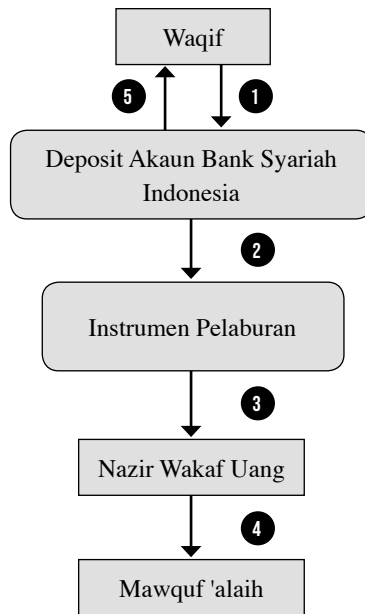 Waqif
5
1
Deposit Akaun Bank Syariah
Indonesia
2
Instrumen Pelaburan
3
Nazir Wakaf Uang
4
Mawquf 'alaih